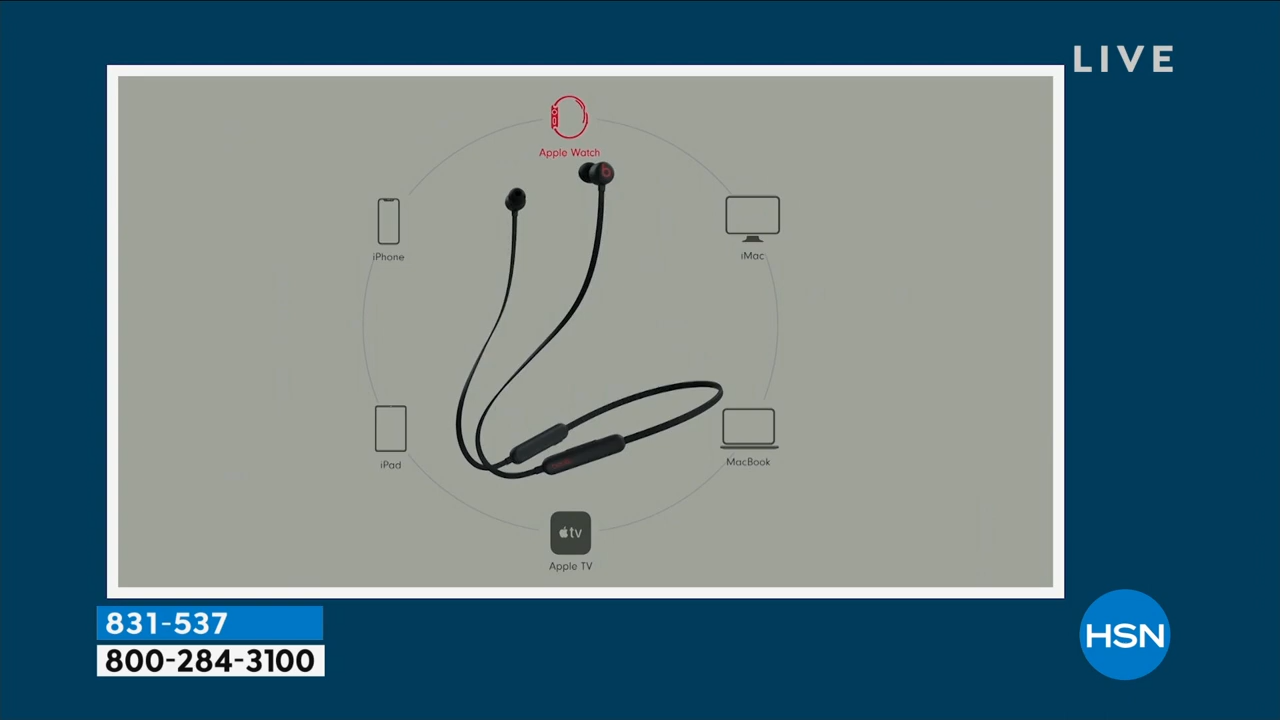 LIVE
Apple Watch
iPhone
iMac
iPad
MacBook
tv
Apple TV
831-537
800-284-3100
HSN